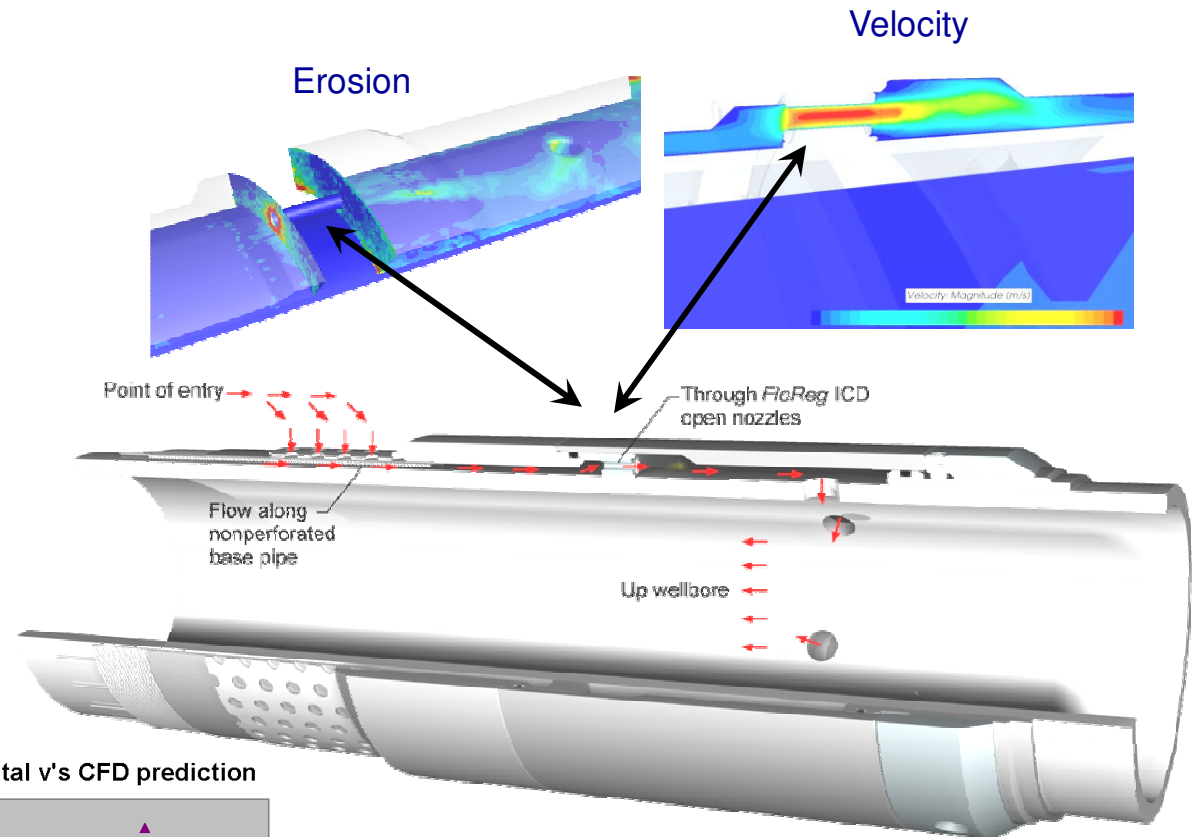 Velocity
Erosion
Velocity: Magnitude (m/s)
Point of entry
Through FloReg ICD
open nozzles
Flow along
nonperforated
base pipe
Up wellbore
tal v's CFD prediction